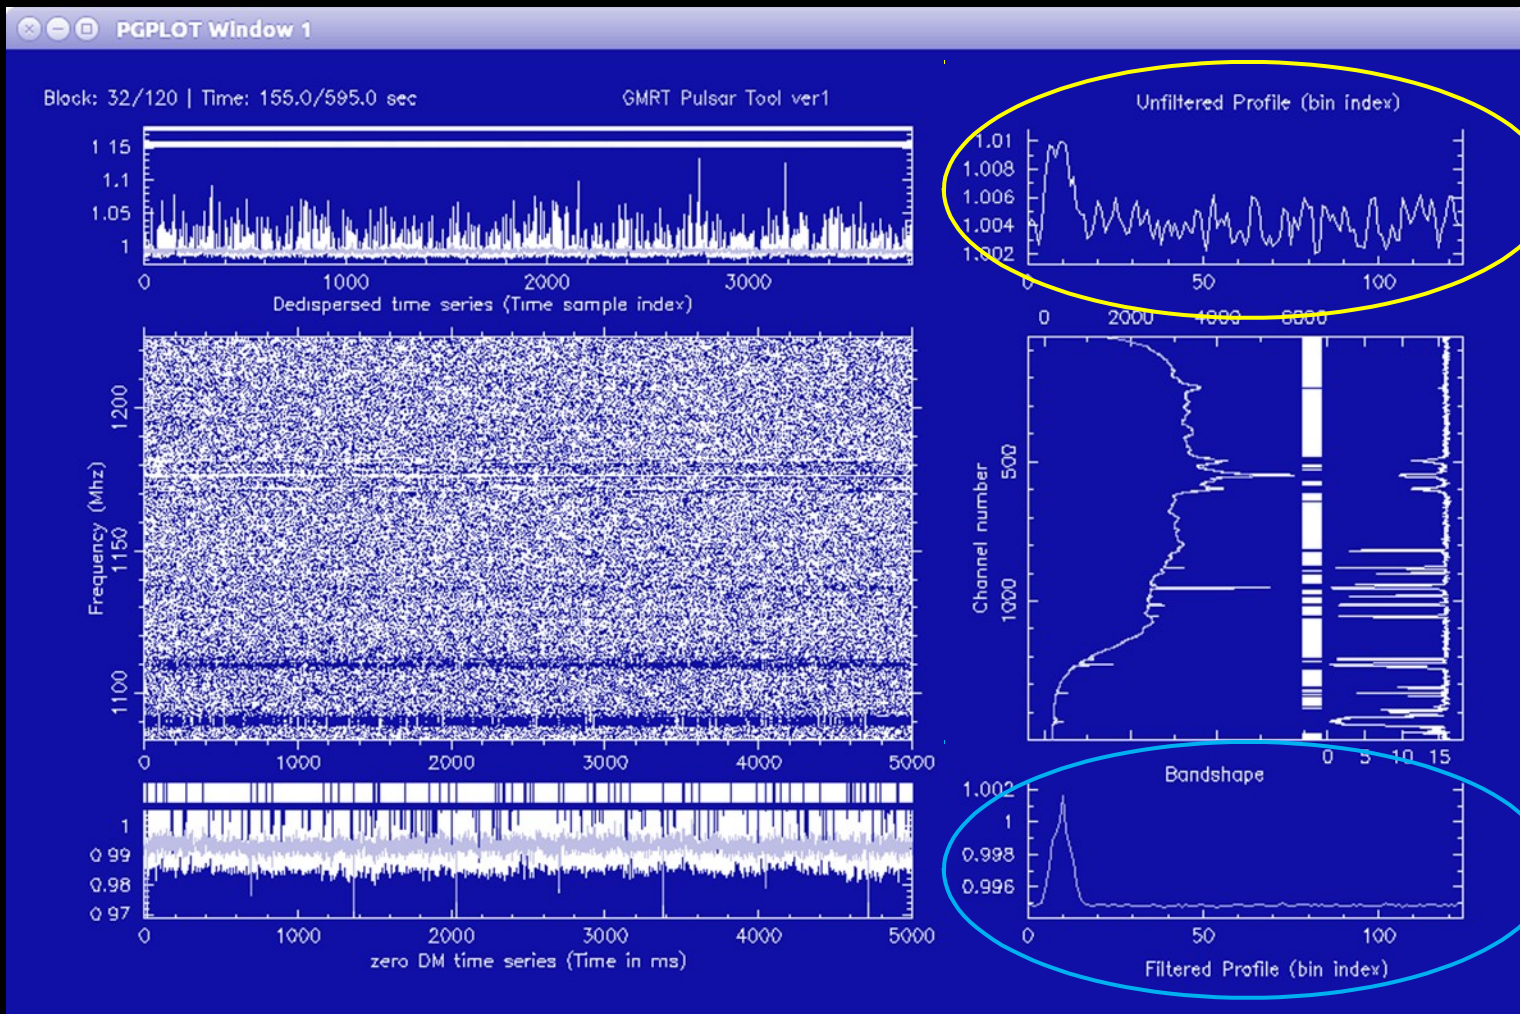 PGPLOT Window 1
Block: 32/120 | Time: 155.0/595.0 sec
GMRT Pulsar Tool ver1
Unfiltered Profile (bin index)
1 15
1.1
1.05
1
0 1000 2000 3000
Dedispersed time series (Time sample index)
1.01
1.008
1.006
1.004
1.002
0 50 100
0 2000 4000 6000
Frequency (Mhz)
1200
1150
1100
0 1000 2000 3000 4000 5000
Channel number
500
1000
0 5 10 15
Bandshape
1
0 99
0.98
0 97
0 1000 2000 3000 4000 5000
zero DM time series (Time in ms)
1.002
1
0.998
0.996
0 50 100
Filtered Profile (bin index)